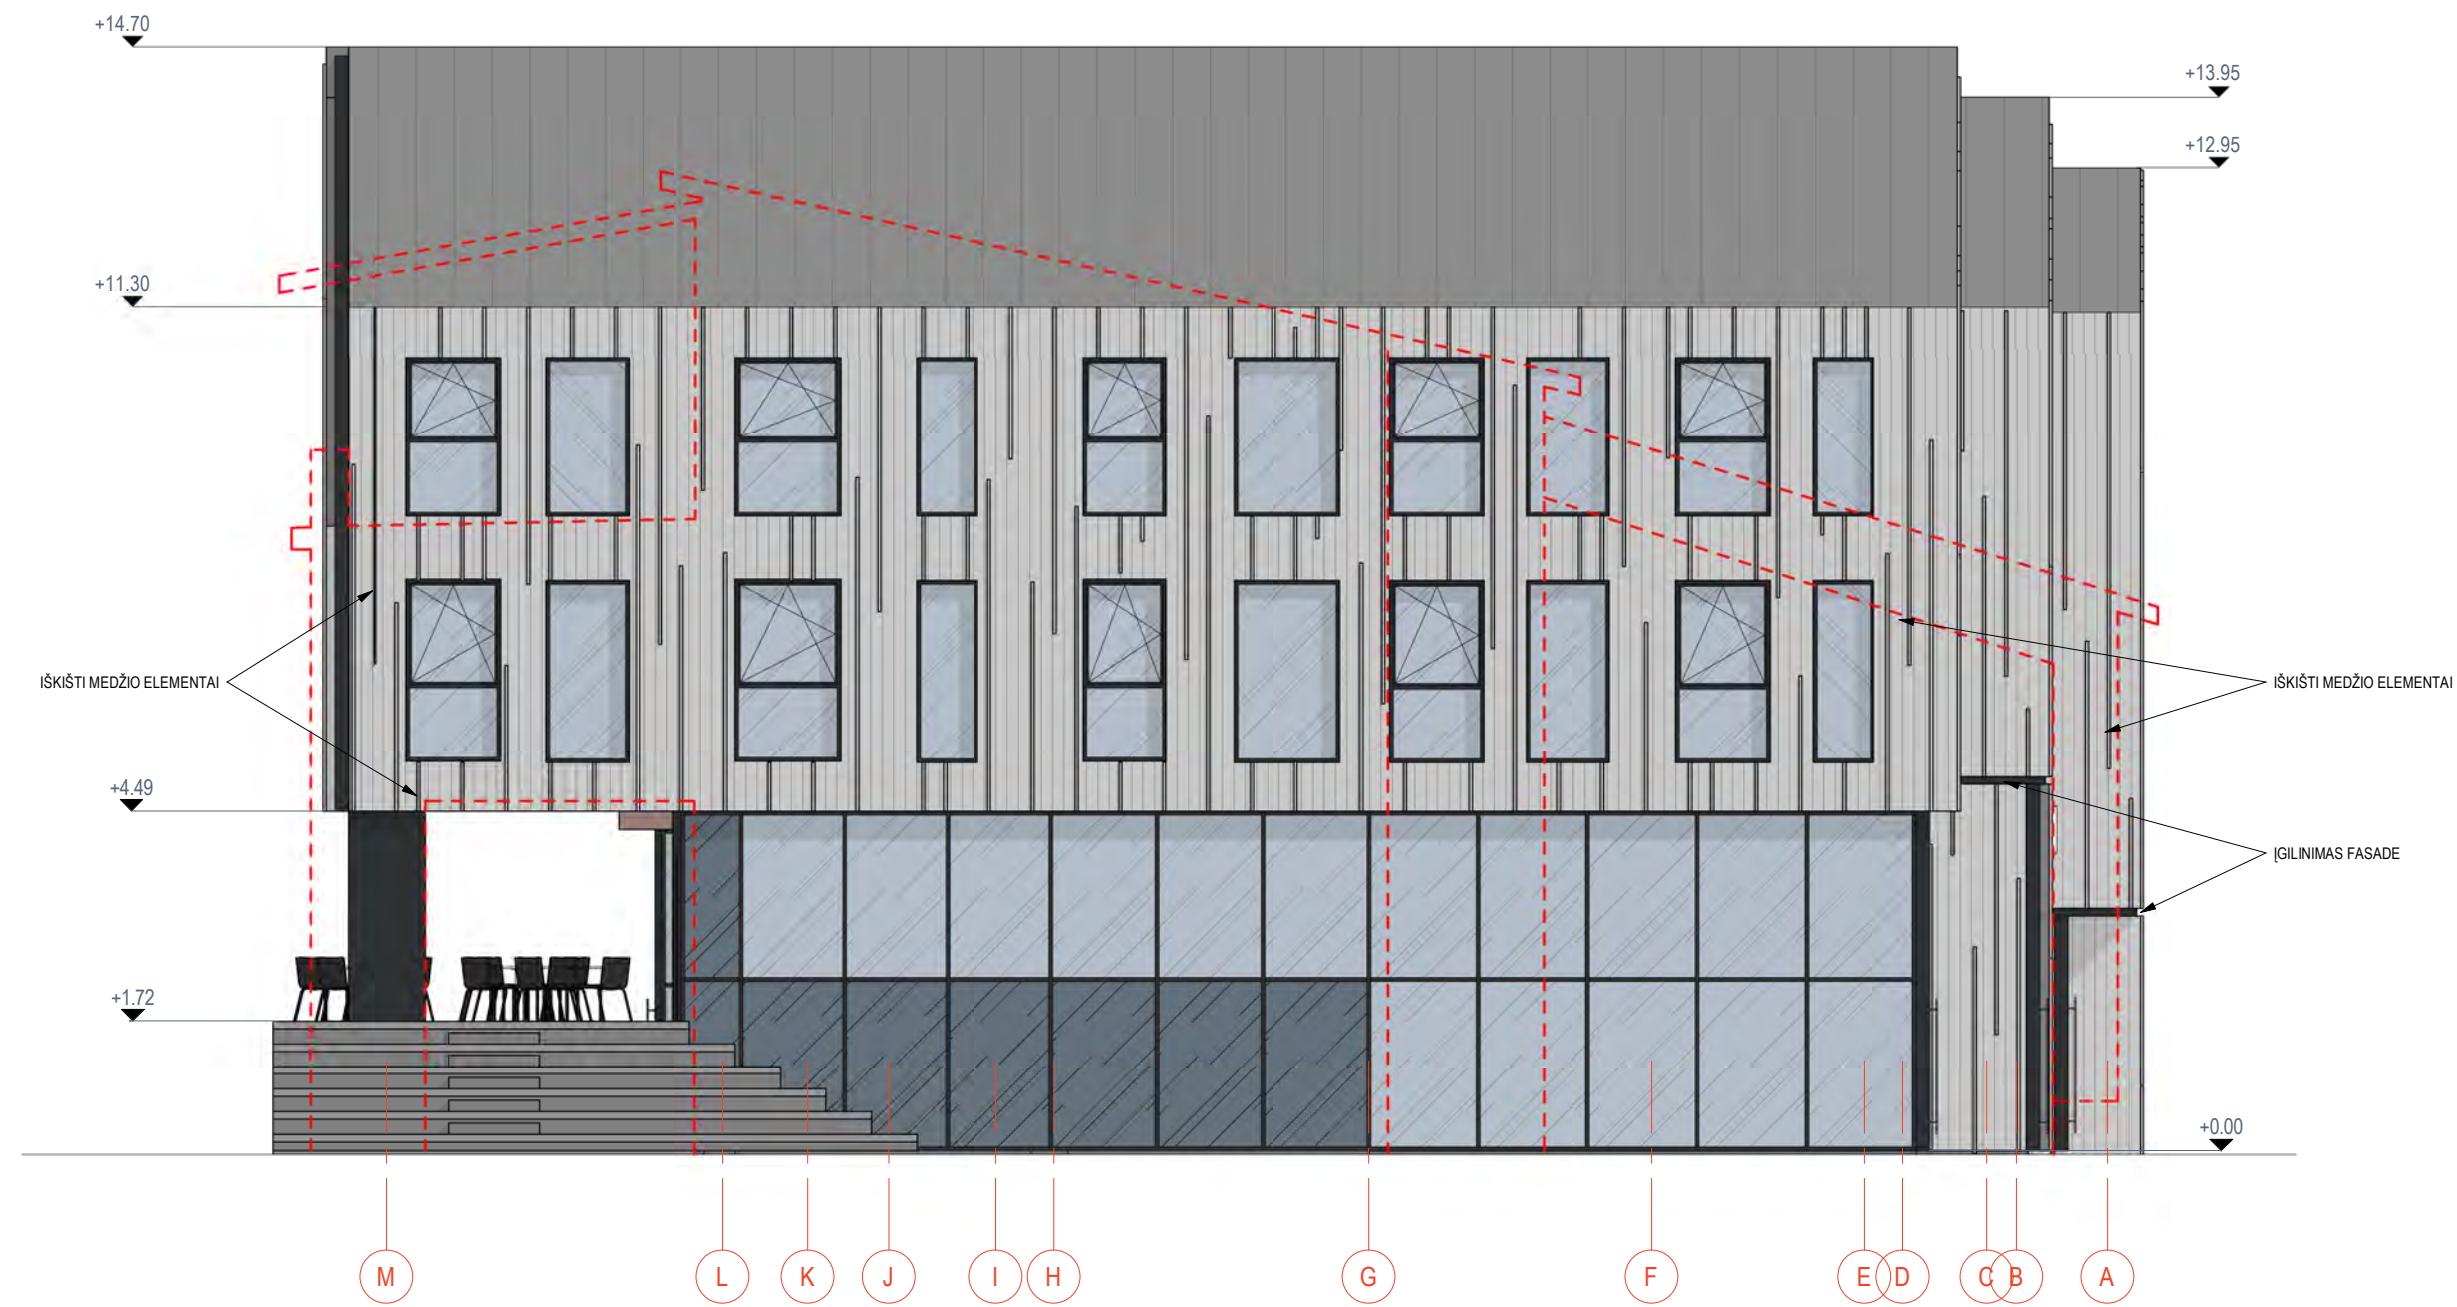 +14.70
+13.95
+12.95
+11.30
IŠKIŠTI MEDŽIO ELEMENTAI
IŠKIŠTI MEDŽIO ELEMENTAI
+4.49
ĮGILINIMAS FASADE
+1.72
+0.00
M L K J I H G F E D C B A